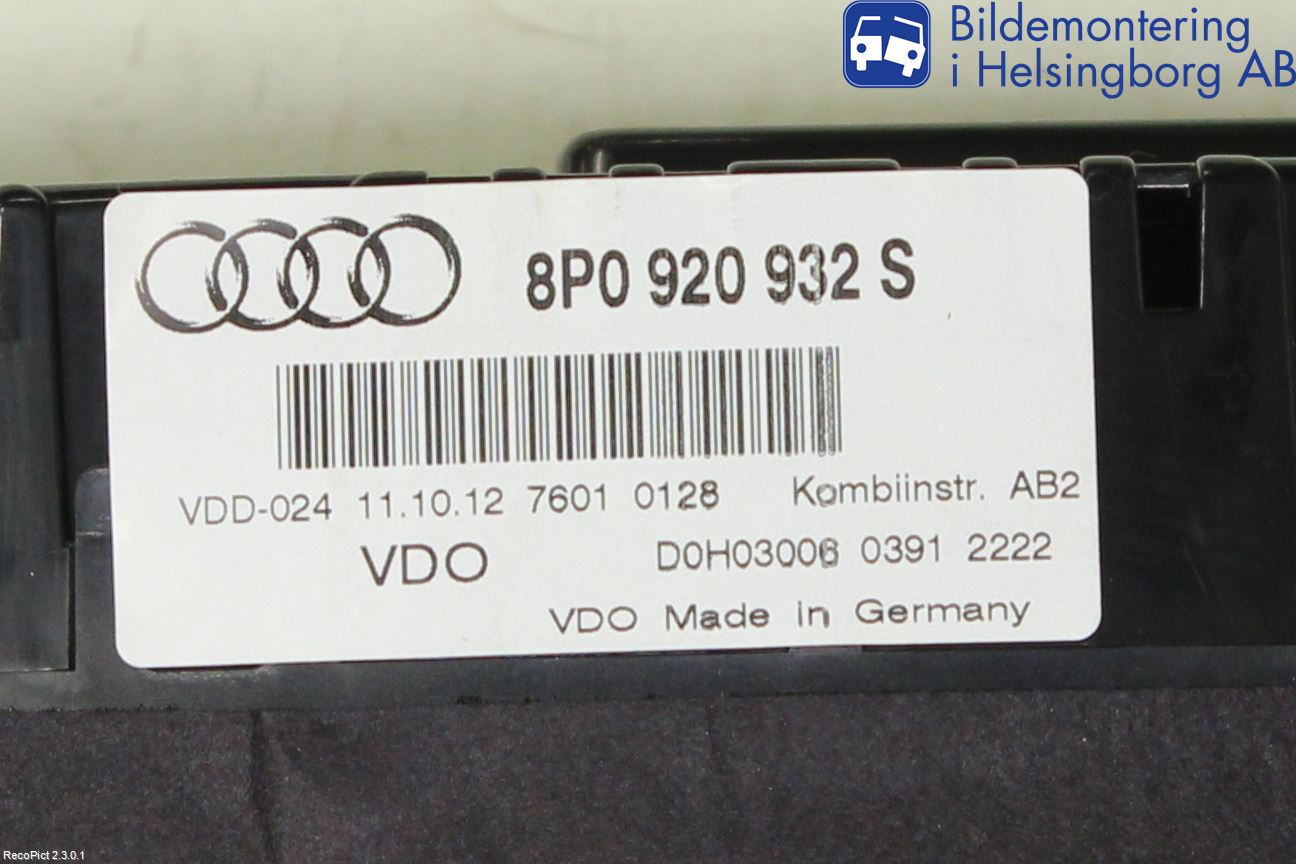 Bildemontering
i Helsingborg AB
8P0 920 932 S
VDD-024 11.10.12 7601 0128 Kombiinstr. AB2
VDO D0H03006 0391 2222
VDO Made in Germany
RecoPict 2.3.0.1